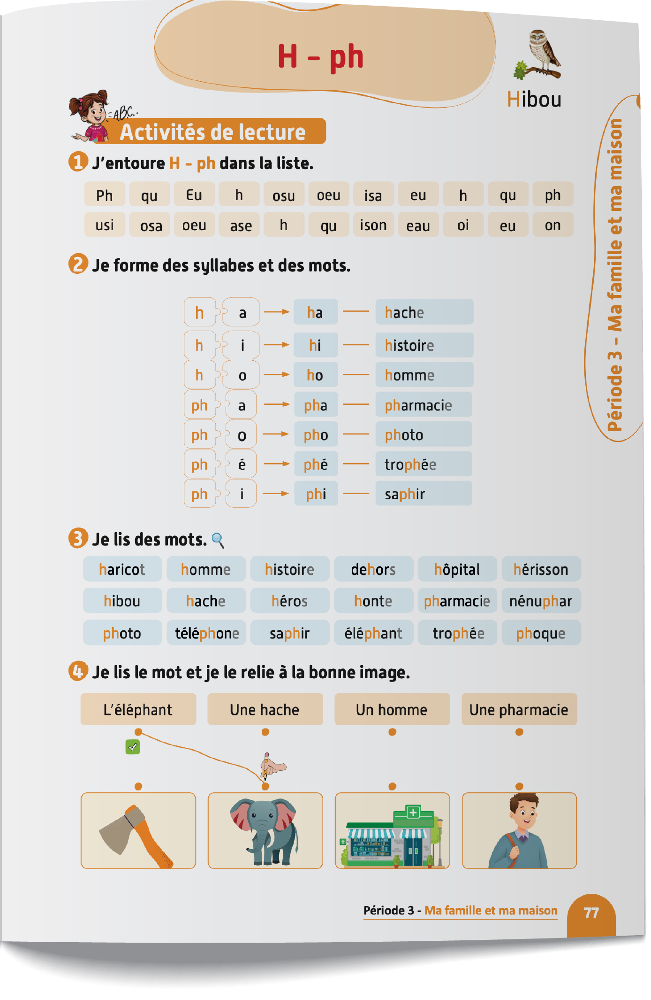 H - ph
Hibou
ABC..
Activités de lecture
1 J'entoure H - ph dans la liste.
Ph qu Eu h osu oeu isa eu h qu ph
usi osa oeu ase h qu ison eau oi eu on
2 Je forme des syllabes et des mots.
h a ha hache
h i hi histoire
h o ho homme
ph a pha pharmacie
ph o pho photo
ph é phé trophée
ph i phi saphir
3 Je lis des mots.
haricot homme histoire dehors hôpital hérisson
hibou hache héros honte pharmacie nénuphar
photo téléphone saphir éléphant trophée phoque
4 Je lis le mot et je le relie à la bonne image.
L'éléphant Une hache Un homme Une pharmacie
Période 3 - Ma famille et ma maison
77
Période 3 - Ma famille et ma maison